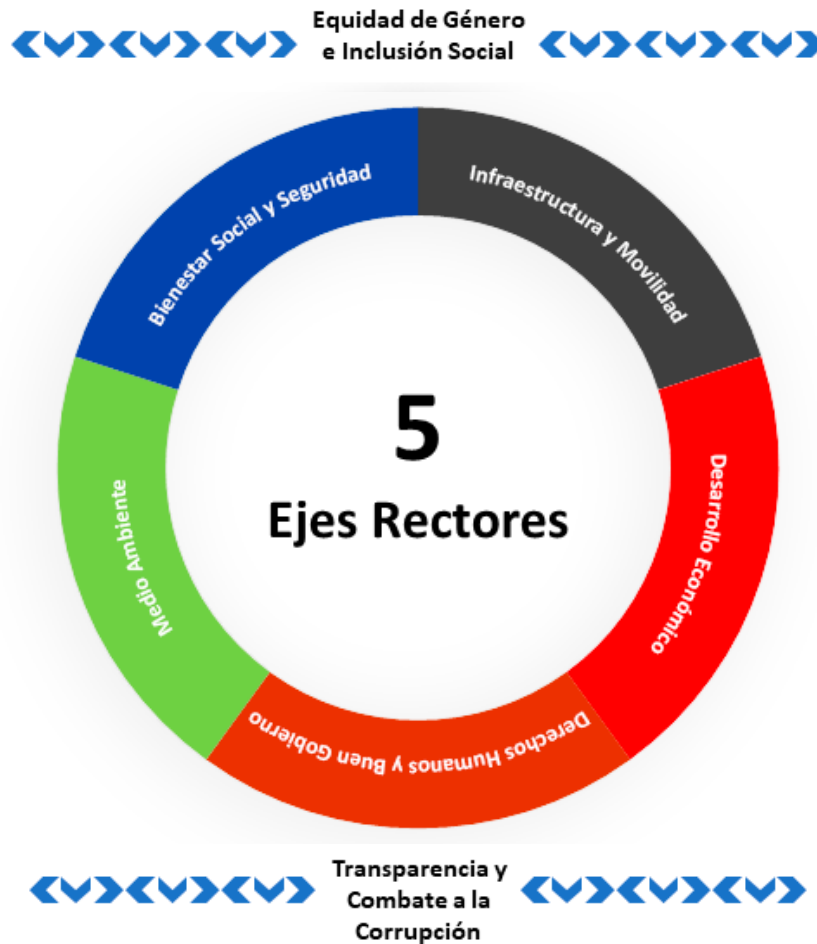 Equidad de Género
e Inclusión Social
Bienestar Social y Seguridad
Infraestructura y Movilidad
5
Ejes Rectores
Medio Ambiente
Desarrollo Económico
Derechos Humanos y Buen Gobierno
Transparencia y
Combate a la
Corrupción